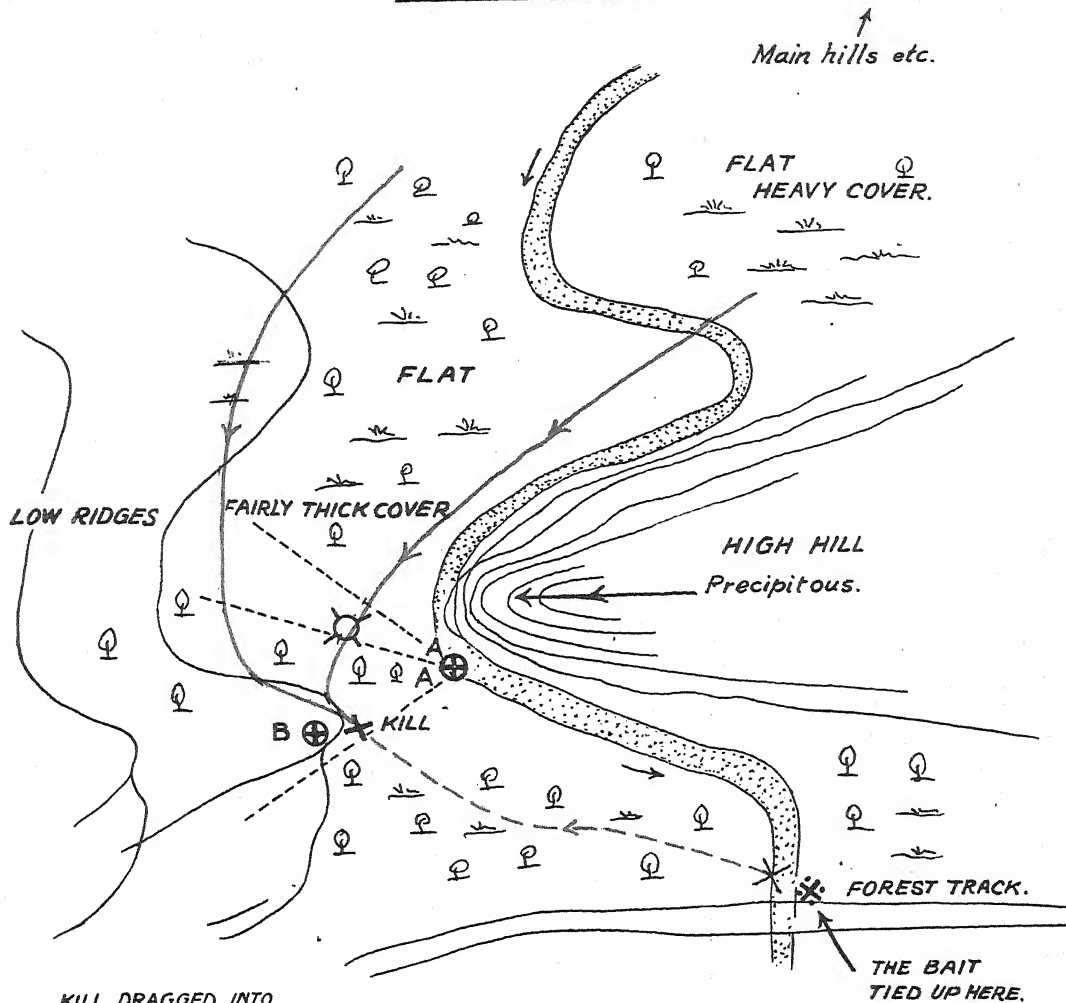 Main hills etc.
FLAT
HEAVY COVER.
FLAT
LOW RIDGES
FAIRLY THICK COVER
HIGH HILL
Precipitous.
A
A
B
KILL
FOREST TRACK.
THE BAIT
TIED UP HERE.
KILL DRAGGED INTO